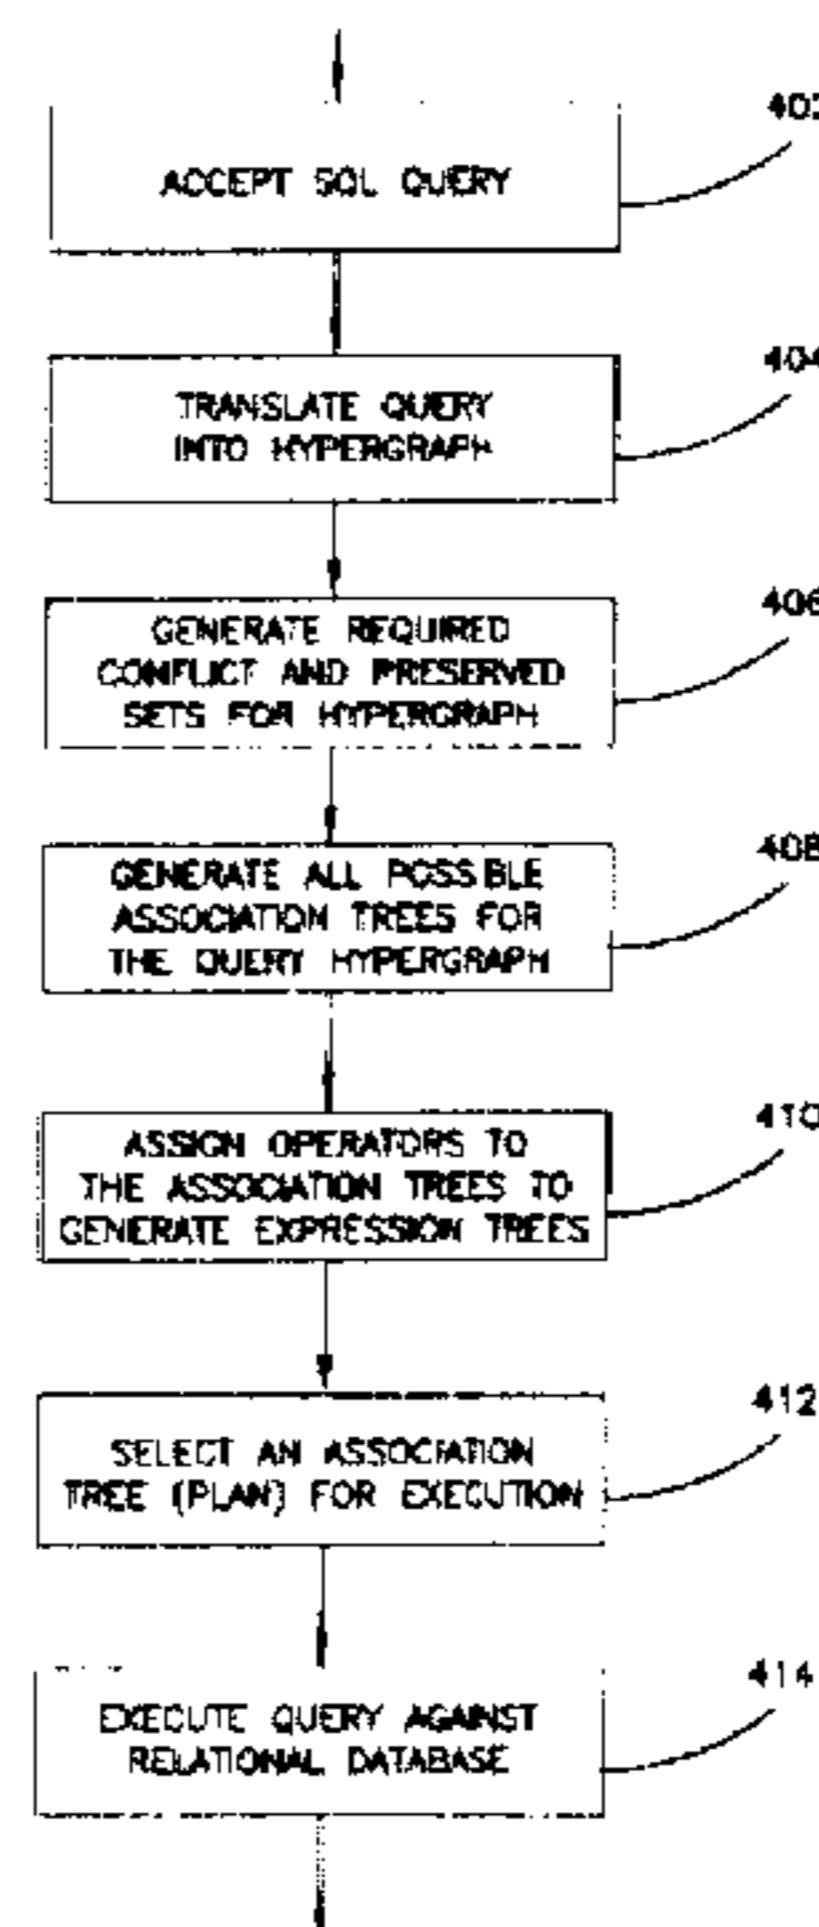 402
ACCEPT SQL QUERY
404
TRANSLATE QUERY
INTO HYPERGRAPH
406
GENERATE REQUIRED
CONFLICT AND PRESERVED
SETS FOR HYPERGRAPH
408
GENERATE ALL POSSIBLE
ASSOCIATION TREES FOR
THE QUERY HYPERGRAPH
410
ASSIGN OPERATORS TO
THE ASSOCIATION TREES TO
GENERATE EXPRESSION TREES
412
SELECT AN ASSOCIATION
TREE (PLAN) FOR EXECUTION
414
EXECUTE QUERY AGAINST
RELATIONAL DATABASE